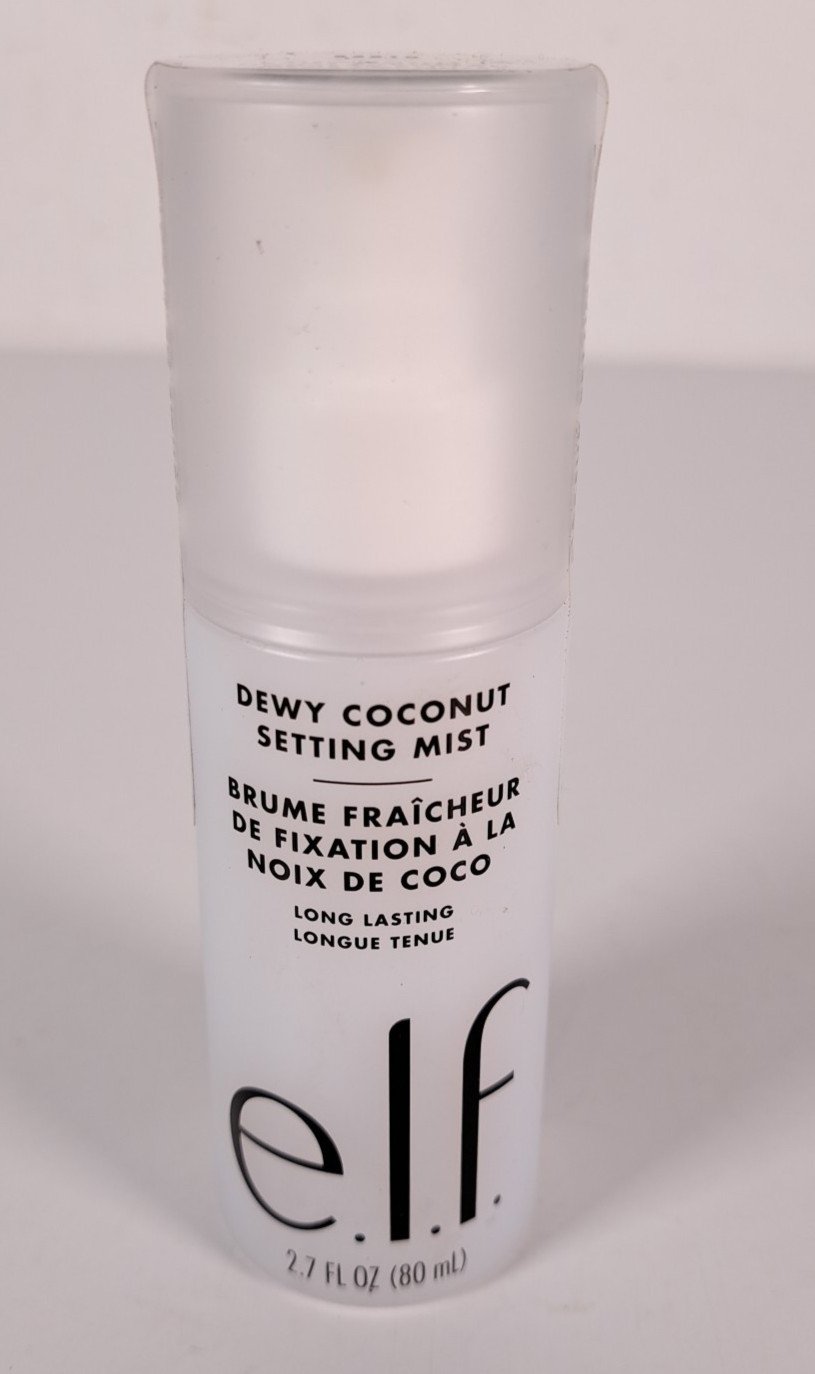 DEWY COCONUT
SETTING MIST
BRUME FRAÎCHEUR
DE FIXATION À LA
NOIX DE COCO
LONG LASTING
LONGUE TENUE
e.l.f.
2.7 FL OZ (80 mL)